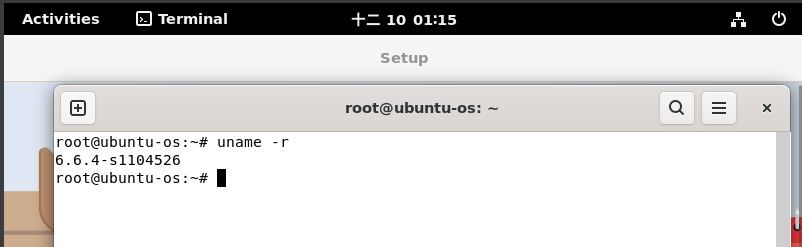 Activities Terminal 十二 10 01:15
Setup
root@ubuntu-os: ~
root@ubuntu-os:~# uname -r
6.6.4-s1104526
root@ubuntu-os:~#